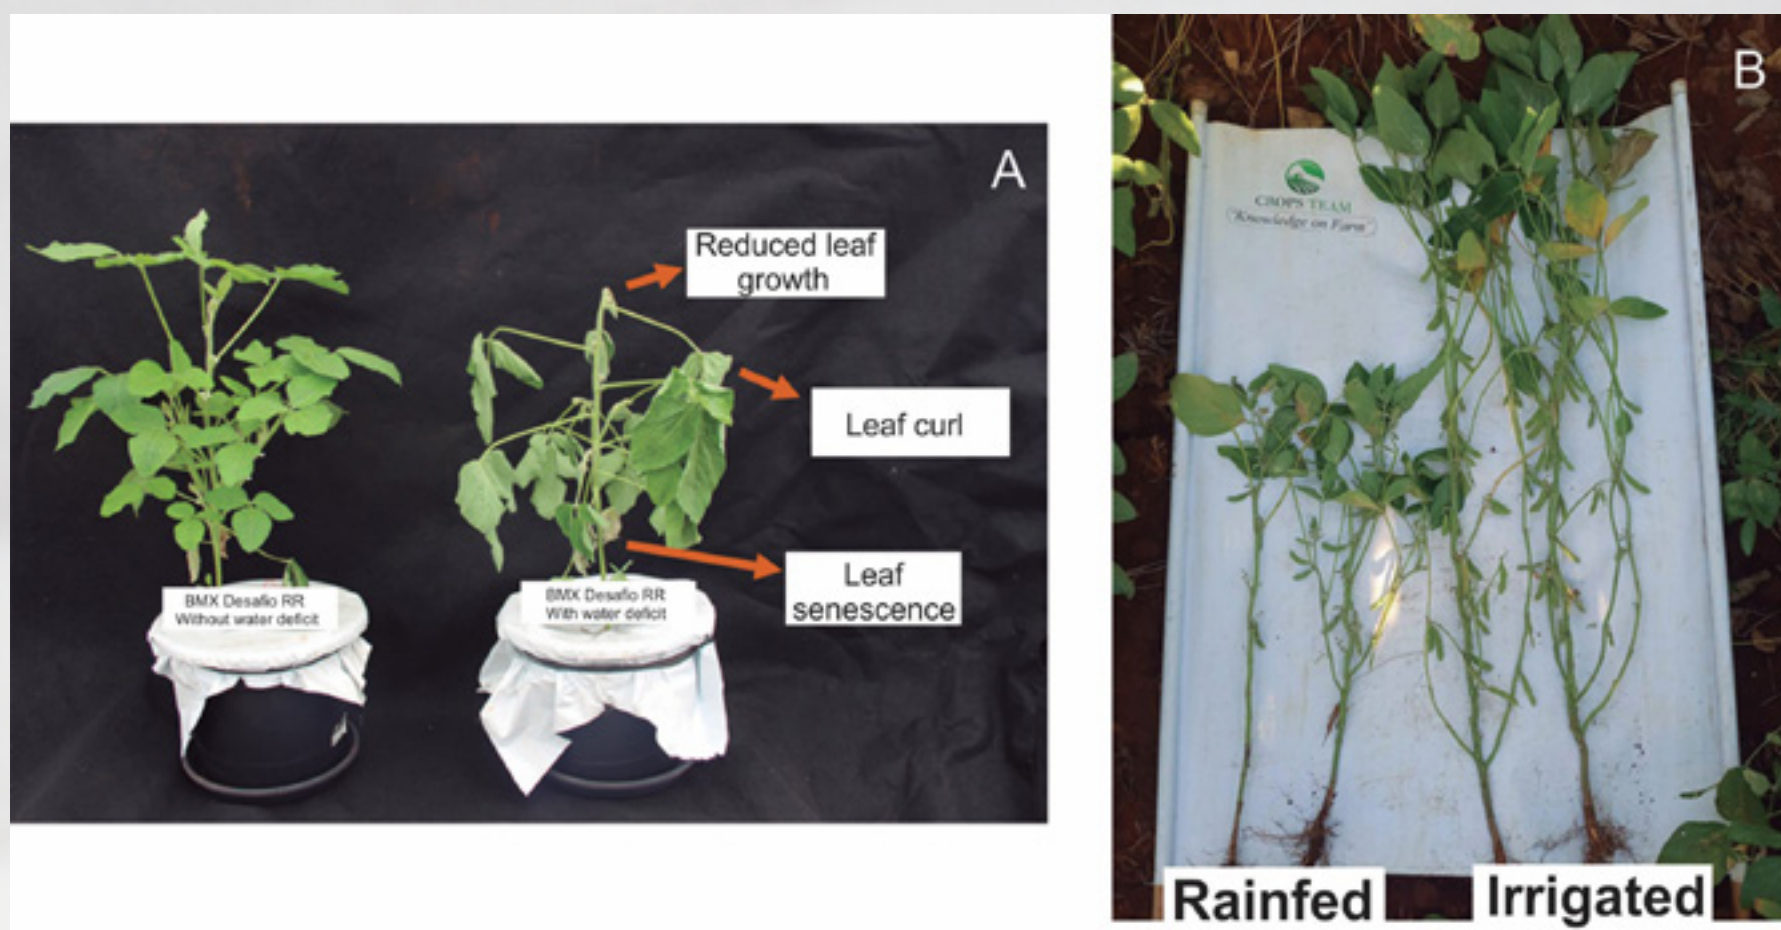 A
Reduced leaf
growth
Leaf curl
Leaf
senescence
BMX Desafio RR
Without water deficit
BMX Desafio RR
With water deficit
B
CROPS TEAM
"Knowledge on Farm"
Rainfed
Irrigated